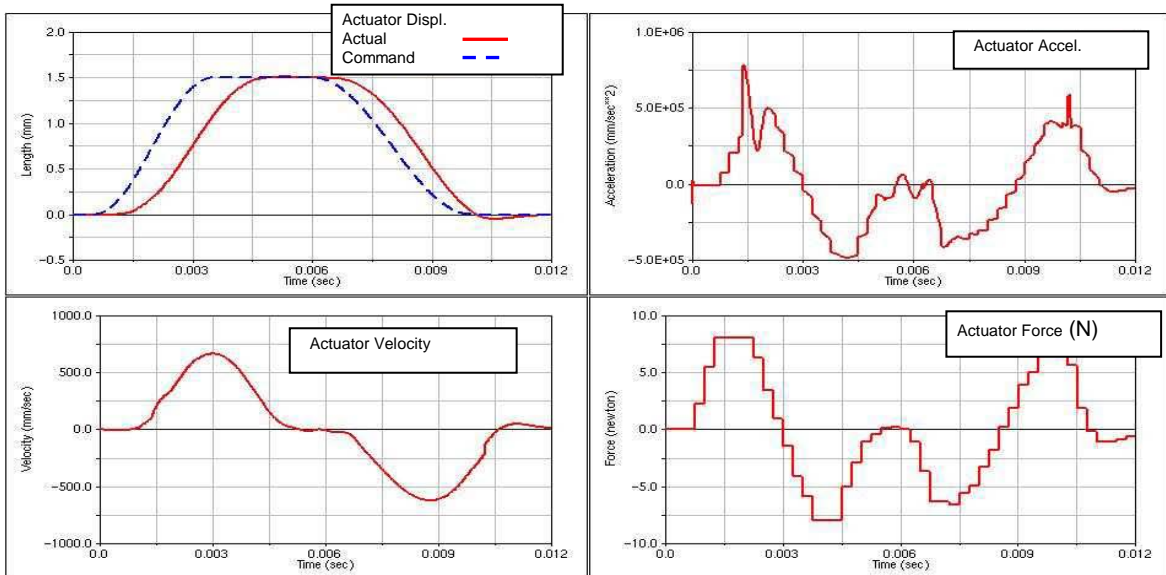 Actuator Displ.
Actual
Command
2.0
1.5
1.0
0.5
0.0
−0.5
Length (mm)
0.0 0.003 0.006 0.009 0.012
Time (sec)
Actuator Accel.
1.0E+06
5.0E+05
0.0
−5.0E+05
Acceleration (mm/sec**2)
0.0 0.003 0.006 0.009 0.012
Time (sec)
Actuator Velocity
1000.0
500.0
0.0
−500.0
−1000.0
Velocity (mm/sec)
0.0 0.003 0.006 0.009 0.012
Time (sec)
Actuator Force (N)
10.0
5.0
0.0
−5.0
−10.0
Force (newton)
0.0 0.003 0.006 0.009 0.012
Time (sec)